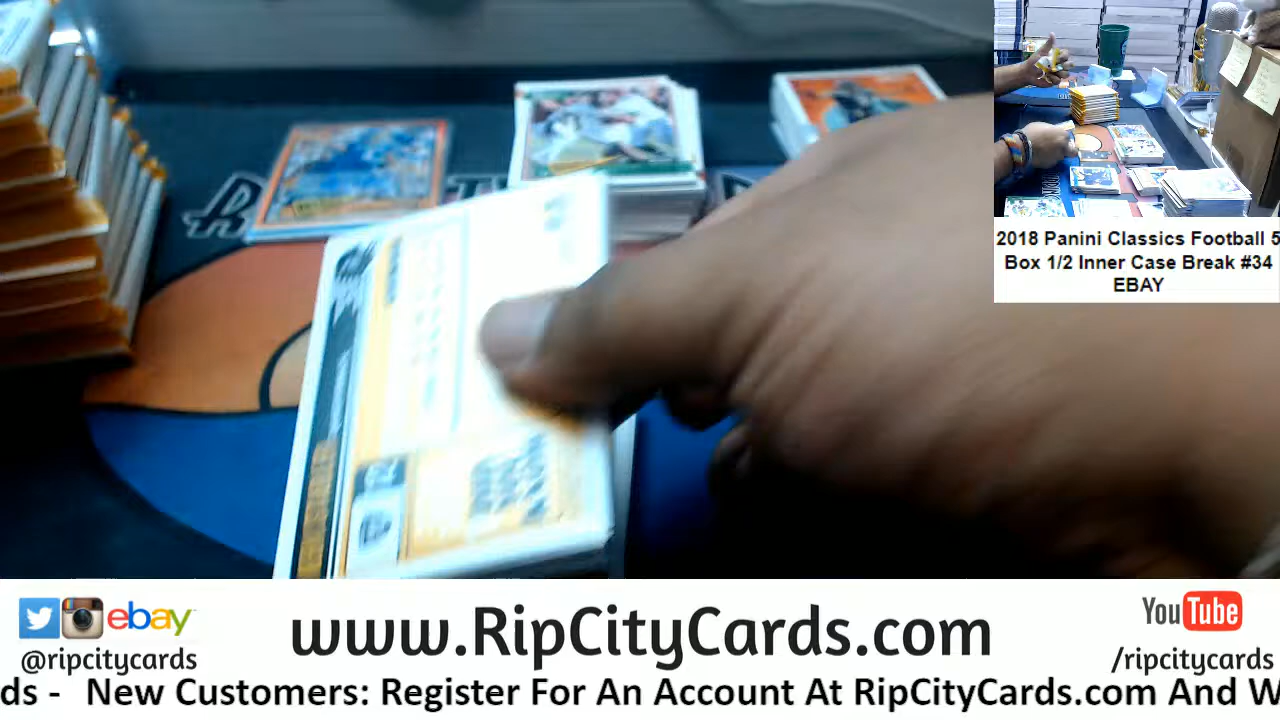 2018 Panini Classics Football 5
Box 1/2 Inner Case Break #34
EBAY
ebay
@ripcitycards
www.RipCityCards.com
YouTube
/ripcitycards
ds - New Customers: Register For An Account At RipCityCards.com And W